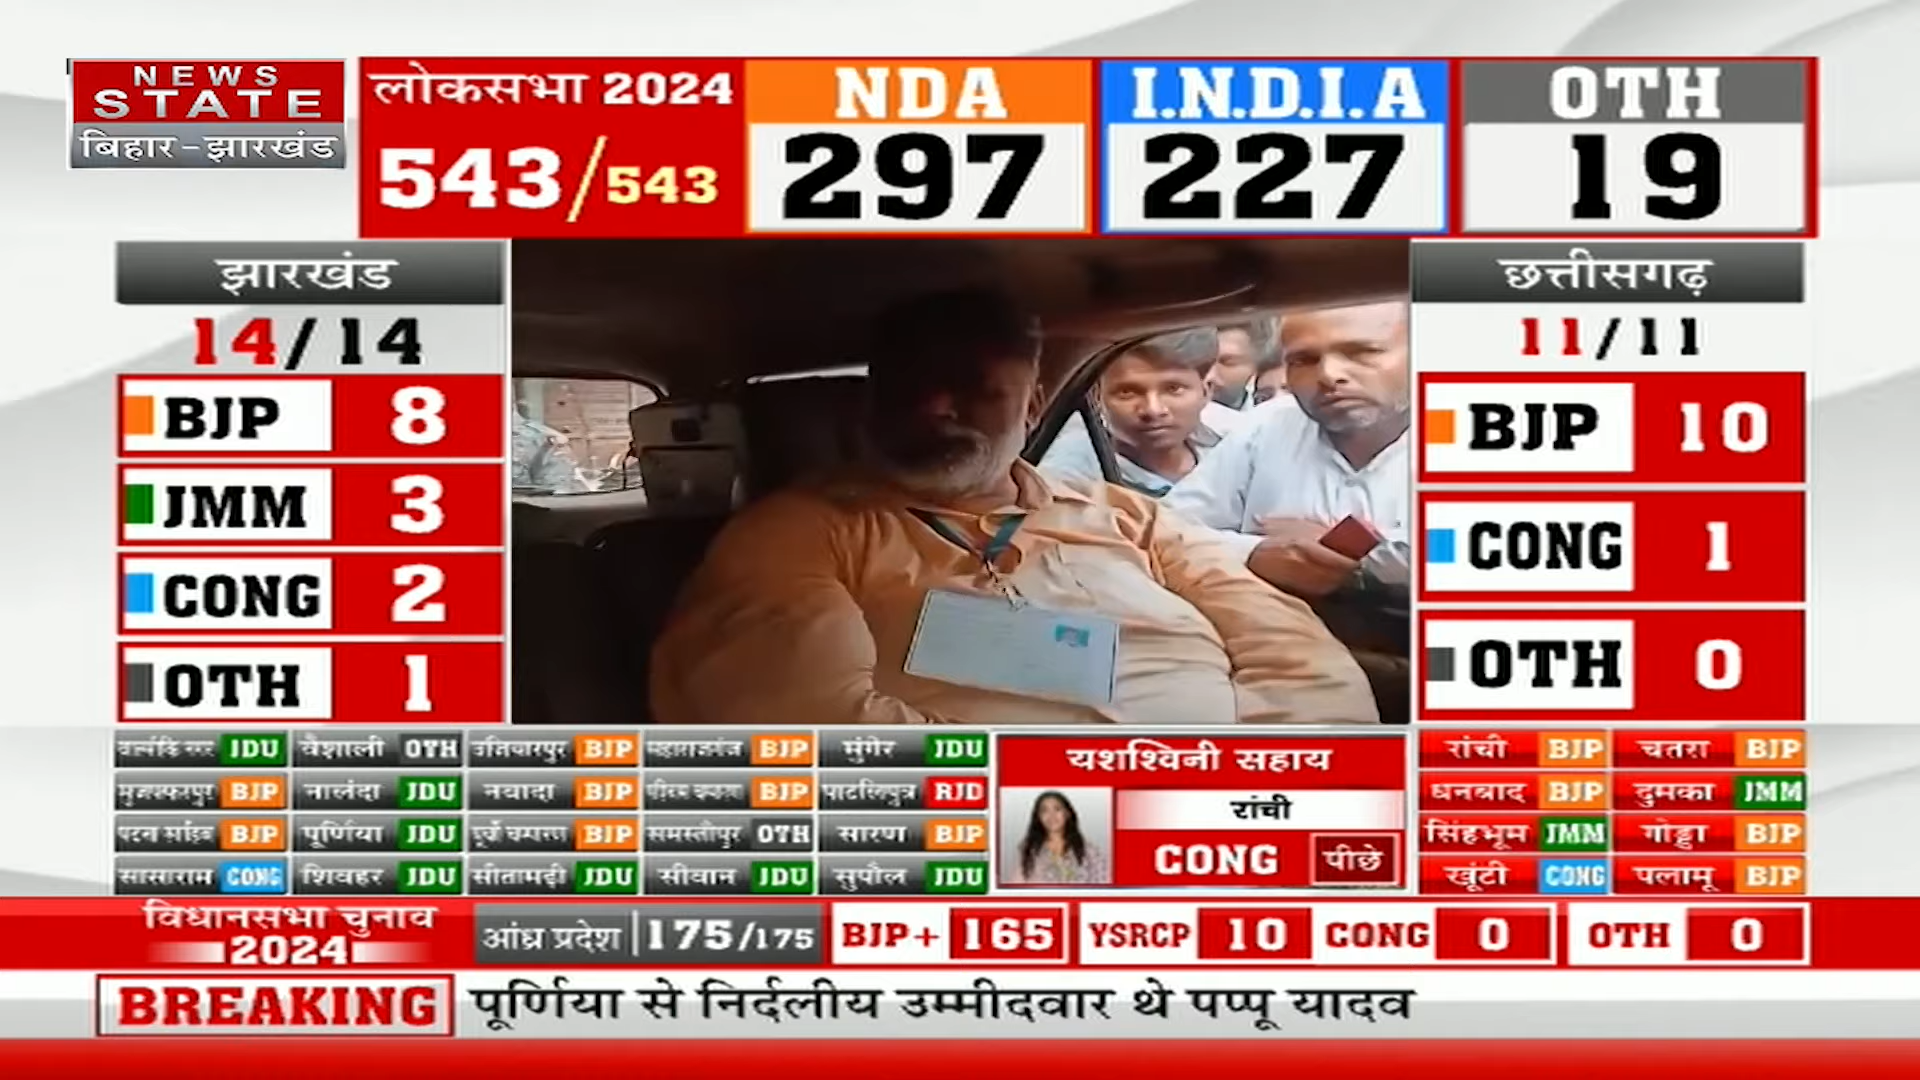 NEWS
STATE
बिहार-झारखंड
लोकसभा 2024
543/543
NDA
297
I.N.D.I.A
227
OTH
19
झारखंड
14/14
BJP 8
JMM 3
CONG 2
OTH 1
छत्तीसगढ़
11/11
BJP 10
CONG 1
OTH 0
JDU वैशाली OTH उजियारपुर BJP महाराजगंज BJP मुंगेर JDU
मुजफ्फरपुर BJP नालंदा JDU नवादा BJP BJP पाटलिपुत्र RJD
पटना साहिब BJP पूर्णिया JDU पूर्वी चम्पारण BJP समस्तीपुर OTH सारण BJP
सासाराम CONG शिवहर JDU सीतामढ़ी JDU सीवान JDU सुपौल JDU
यशश्विनी सहाय
रांची
CONG पीछे
रांची BJP चतरा BJP
धनबाद BJP दुमका JMM
सिंहभूम JMM गोड्डा BJP
खूंटी CONG पलामू BJP
विधानसभा चुनाव
2024
आंध्र प्रदेश 175/175 BJP+ 165 YSRCP 10 CONG 0 OTH 0
BREAKING पूर्णिया से निर्दलीय उम्मीदवार थे पप्पू यादव